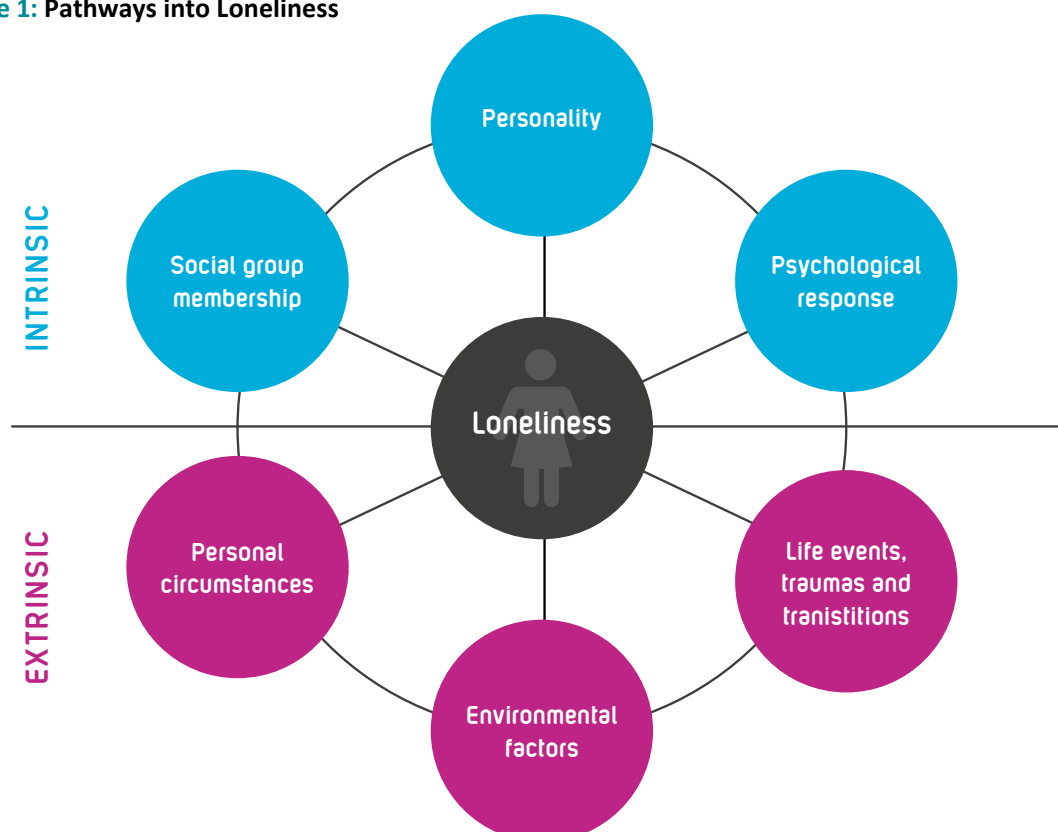 e 1: Pathways into Loneliness
Personality
Social group
membership
Psychological
response
INTRINSIC
Loneliness
EXTRINSIC
Personal
circumstances
Life events,
traumas and
tranistitions
Environmental
factors